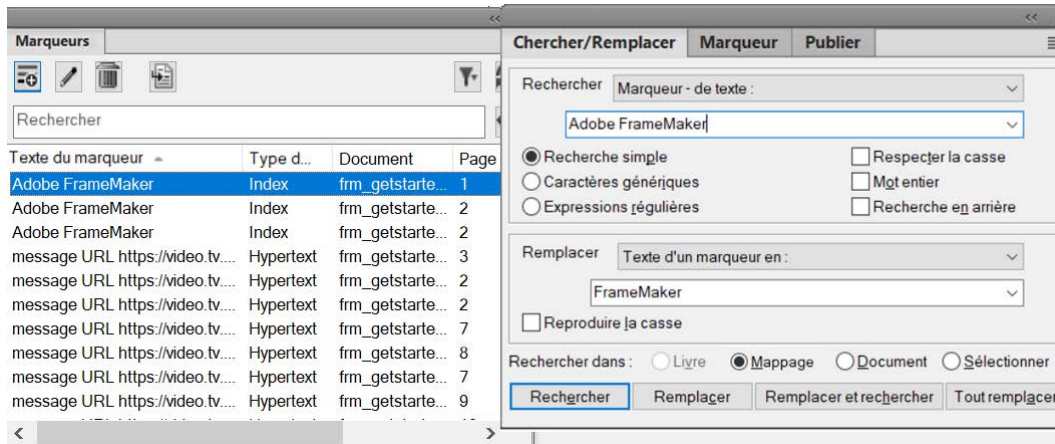 Marqueurs
Rechercher
Texte du marqueur Type d... Document Page
Adobe FrameMaker Index frm_getstarte... 1
Adobe FrameMaker Index frm_getstarte... 2
Adobe FrameMaker Index frm_getstarte... 2
message URL https://video.tv.... Hypertext frm_getstarte... 3
message URL https://video.tv.... Hypertext frm_getstarte... 2
message URL https://video.tv.... Hypertext frm_getstarte... 2
message URL https://video.tv.... Hypertext frm_getstarte... 7
message URL https://video.tv.... Hypertext frm_getstarte... 8
message URL https://video.tv.... Hypertext frm_getstarte... 7
message URL https://video.tv.... Hypertext frm_getstarte... 9
Chercher/Remplacer Marqueur Publier
Rechercher Marqueur - de texte :
Adobe FrameMaker
Recherche simple Respecter la casse
Caractères génériques Mot entier
Expressions régulières Recherche en arrière
Remplacer Texte d'un marqueur en :
FrameMaker
Reproduire la casse
Rechercher dans : Livre Mappage Document Sélectionner
Rechercher Remplacer Remplacer et rechercher Tout remplacer